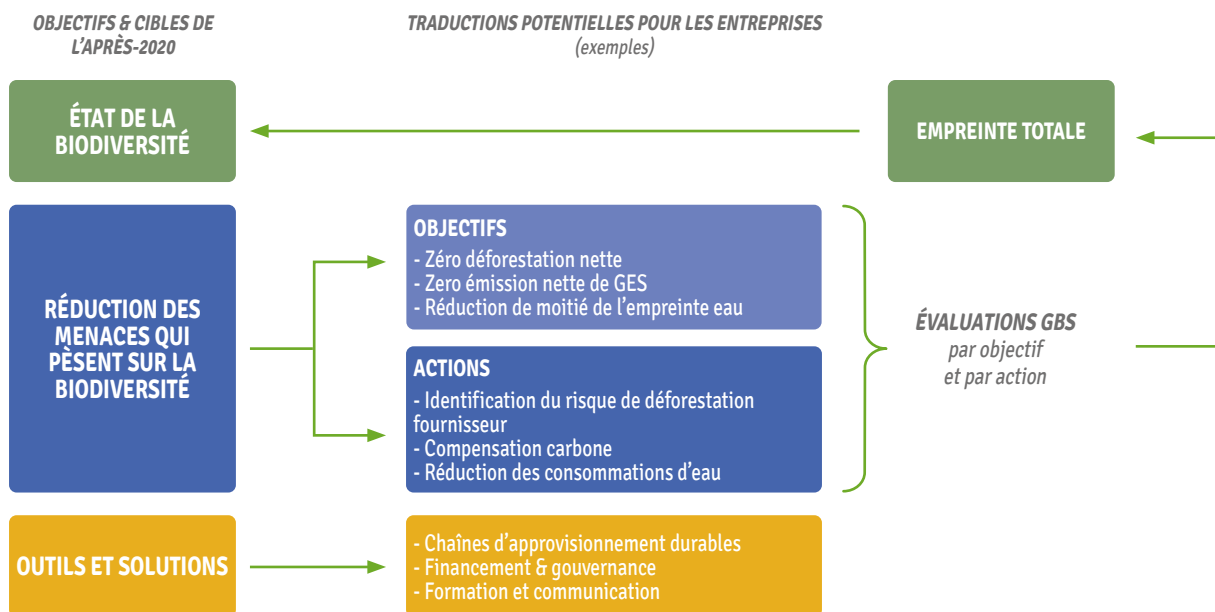 OBJECTIFS & CIBLES DE
L'APRÈS-2020
TRADUCTIONS POTENTIELLES POUR LES ENTREPRISES
(exemples)
ÉTAT DE LA
BIODIVERSITÉ
EMPREINTE TOTALE
RÉDUCTION DES
MENACES QUI
PÈSENT SUR LA
BIODIVERSITÉ
OBJECTIFS
- Zéro déforestation nette
- Zero émission nette de GES
- Réduction de moitié de l'empreinte eau
ACTIONS
- Identification du risque de déforestation
fournisseur
- Compensation carbone
- Réduction des consommations d'eau
ÉVALUATIONS GBS
par objectif
et par action
OUTILS ET SOLUTIONS
- Chaînes d'approvisionnement durables
- Financement & gouvernance
- Formation et communication